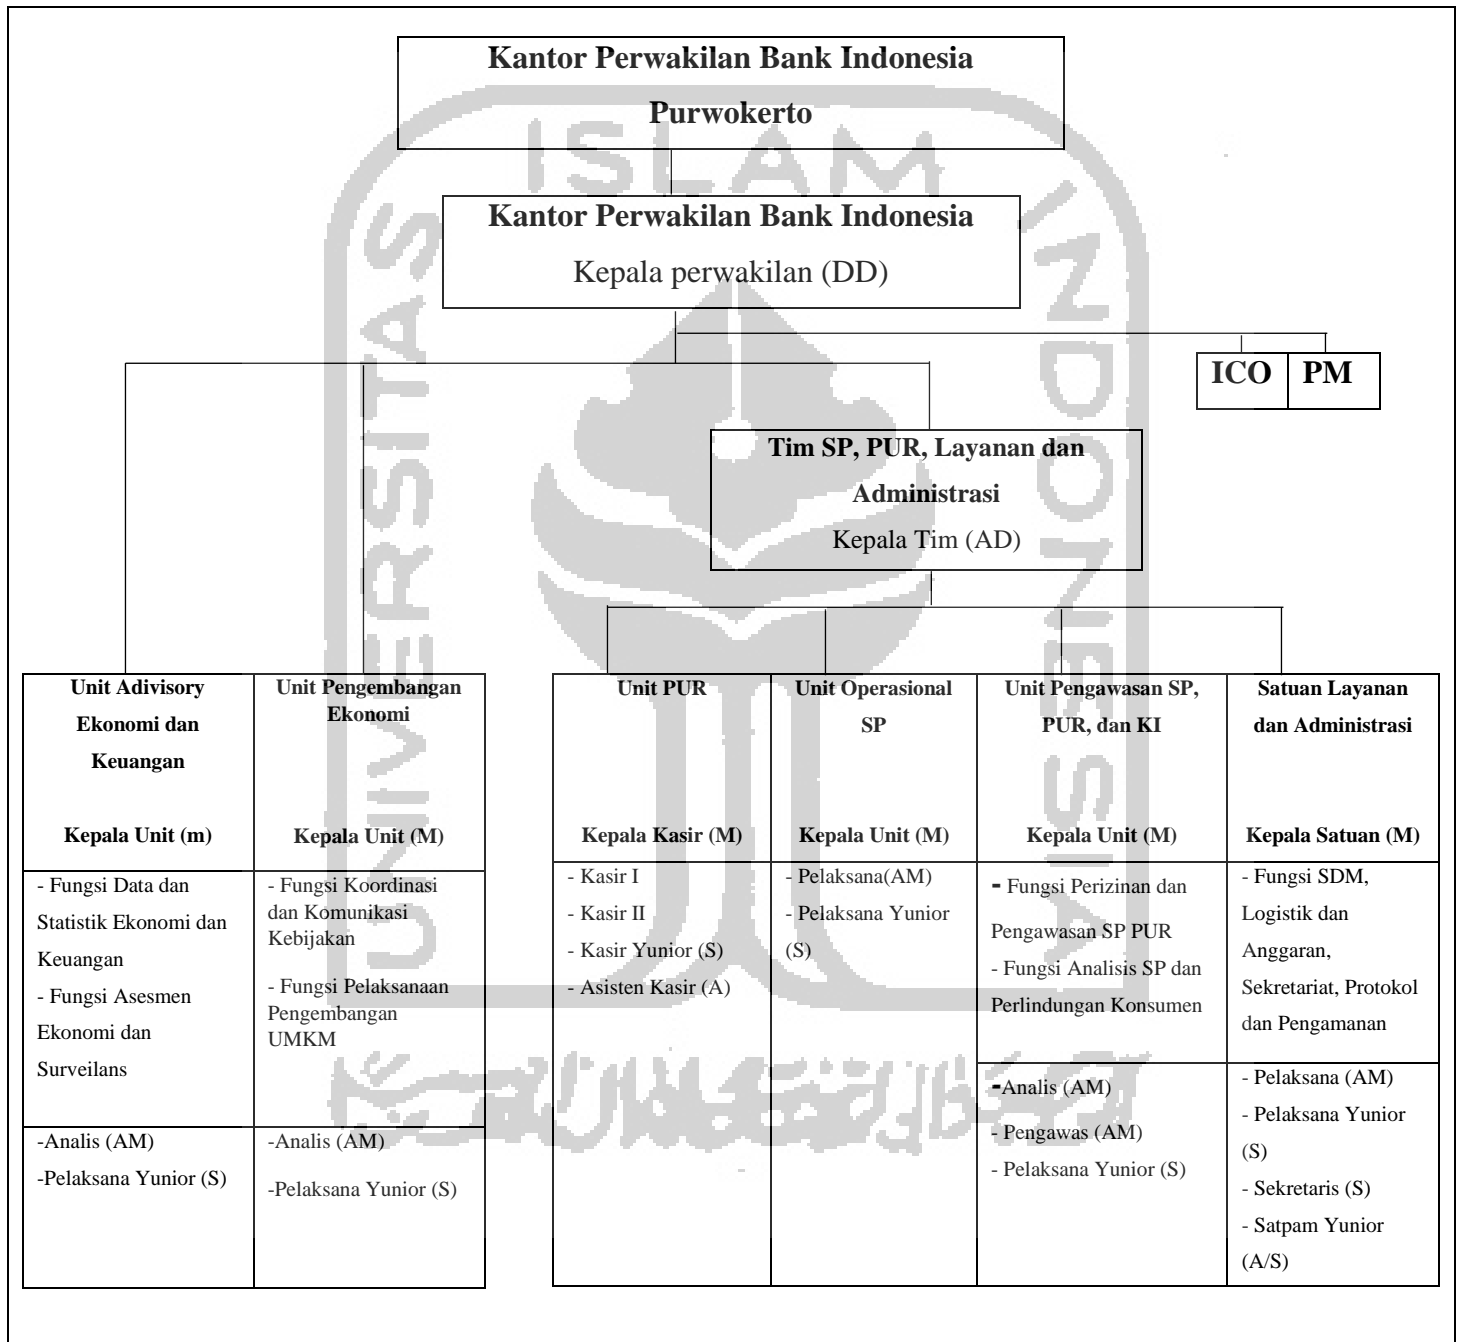 Kantor Perwakilan Bank Indonesia
Purwokerto
Kantor Perwakilan Bank Indonesia
Kepala perwakilan (DD)
ICO
PM
Tim SP, PUR, Layanan dan
Administrasi
Kepala Tim (AD)
Unit Adivisory
Ekonomi dan
Keuangan
Kepala Unit (m)
- Fungsi Data dan
Statistik Ekonomi dan
Keuangan
- Fungsi Asesmen
Ekonomi dan
Surveilans
-Analis (AM)
-Pelaksana Yunior (S)
Unit Pengembangan
Ekonomi
Kepala Unit (M)
- Fungsi Koordinasi
dan Komunikasi
Kebijakan
- Fungsi Pelaksanaan
Pengembangan
UMKM
-Analis (AM)
-Pelaksana Yunior (S)
Unit PUR
Kepala Kasir (M)
- Kasir I
- Kasir II
- Kasir Yunior (S)
- Asisten Kasir (A)
Unit Operasional
SP
Kepala Unit (M)
- Pelaksana(AM)
- Pelaksana Yunior
(S)
Unit Pengawasan SP,
PUR, dan KI
Kepala Unit (M)
- Fungsi Perizinan dan
Pengawasan SP PUR
- Fungsi Analisis SP dan
Perlindungan Konsumen
-Analis (AM)
- Pengawas (AM)
- Pelaksana Yunior (S)
Satuan Layanan
dan Administrasi
Kepala Satuan (M)
- Fungsi SDM,
Logistik dan
Anggaran,
Sekretariat, Protokol
dan Pengamanan
- Pelaksana (AM)
- Pelaksana Yunior
(S)
- Sekretaris (S)
- Satpam Yunior
(A/S)
UNIVERSITAS
ISLAM
INDONESIA